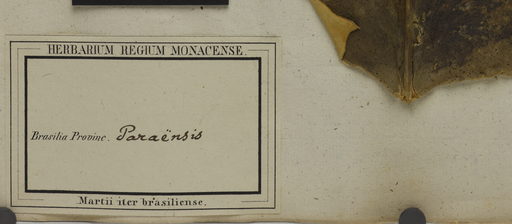 HERBARIUM REGIUM MONACENSE.
Brasilia Provinc. Paraënsis
Martii iter brasiliense.